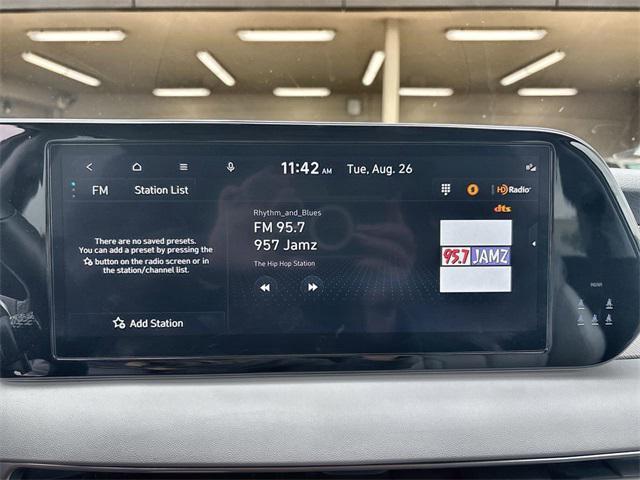 11:42 AM
Tue, Aug. 26
FM
Station List
HD Radio
dts
There are no saved presets.
You can add a preset by pressing the
button on the radio screen or in
the station/channel list.
Add Station
Rhythm_and_Blues
FM 95.7
957 Jamz
The Hip Hop Station
95.7 JAMZ
REAR